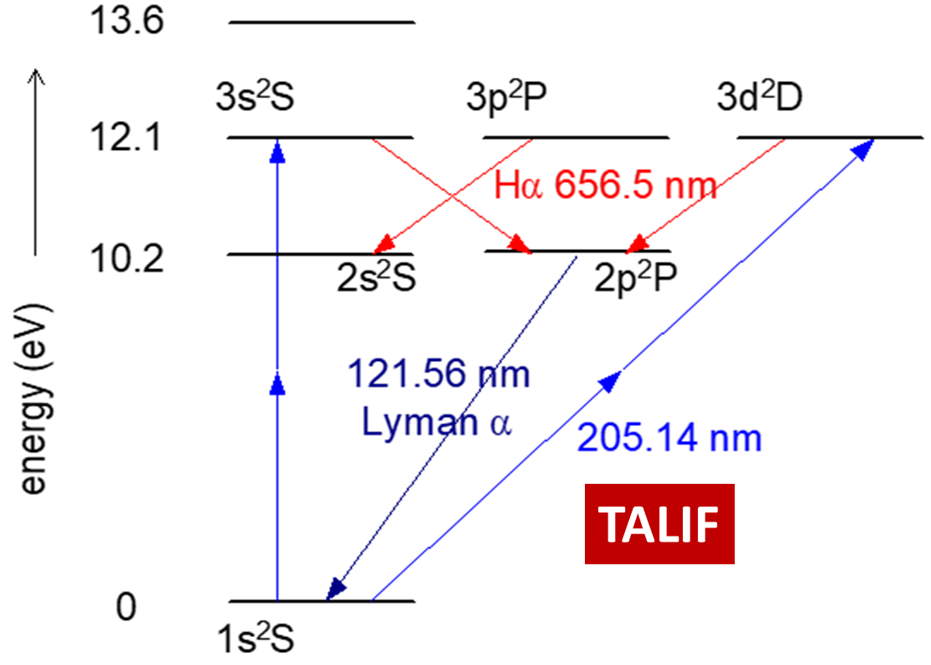 13.6
3s²S
3p²P
3d²D
12.1
Hα 656.5 nm
10.2
2s²S
2p²P
energy (eV)
121.56 nm
Lyman α
205.14 nm
TALIF
0
1s²S